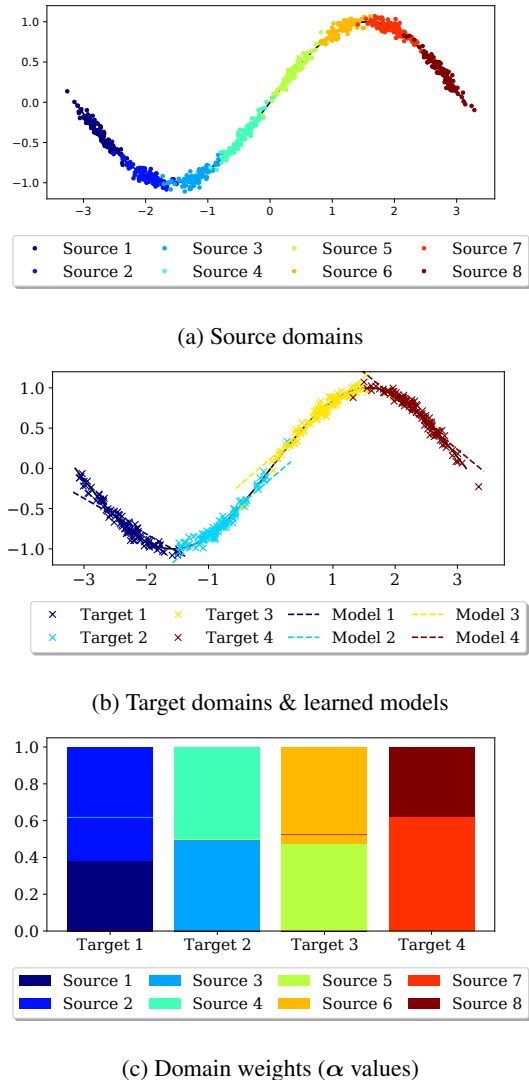 1.0
0.5
0.0
−0.5
−1.0
−3 −2 −1 0 1 2 3
Source 1 Source 3 Source 5 Source 7
Source 2 Source 4 Source 6 Source 8
(a) Source domains
1.0
0.5
0.0
−0.5
−1.0
−3 −2 −1 0 1 2 3
Target 1 Target 3 Model 1 Model 3
Target 2 Target 4 Model 2 Model 4
(b) Target domains & learned models
1.0
0.8
0.6
0.4
0.2
0.0
Target 1 Target 2 Target 3 Target 4
Source 1 Source 3 Source 5 Source 7
Source 2 Source 4 Source 6 Source 8
(c) Domain weights (α values)